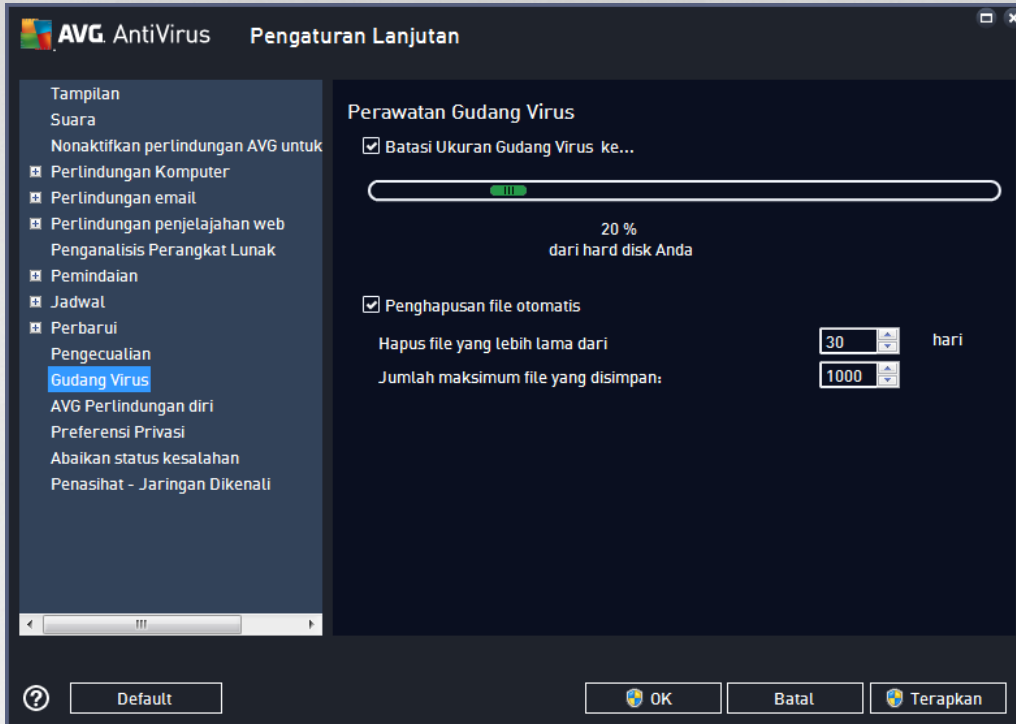 AVG. AntiVirus Pengaturan Lanjutan
Tampilan
Suara
Nonaktifkan perlindungan AVG untuk
Perlindungan Komputer
Perlindungan email
Perlindungan penjelajahan web
Penganalisis Perangkat Lunak
Pemindaian
Jadwal
Perbarui
Pengecualian
Gudang Virus
AVG Perlindungan diri
Preferensi Privasi
Abaikan status kesalahan
Penasihat - Jaringan Dikenali
Perawatan Gudang Virus
Batasi Ukuran Gudang Virus ke...
20 %
dari hard disk Anda
Penghapusan file otomatis
Hapus file yang lebih lama dari 30 hari
Jumlah maksimum file yang disimpan: 1000
? Default OK Batal Terapkan